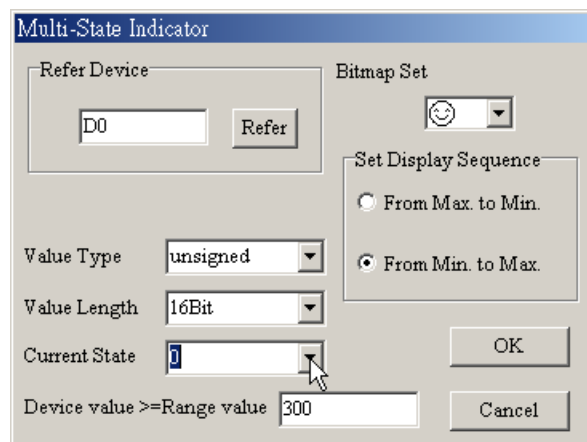 Multi-State Indicator
Refer Device
D0
Refer
Bitmap Set
Set Display Sequence
From Max. to Min.
From Min. to Max.
Value Type
unsigned
Value Length
16Bit
Current State
0
Device value >=Range value
300
OK
Cancel